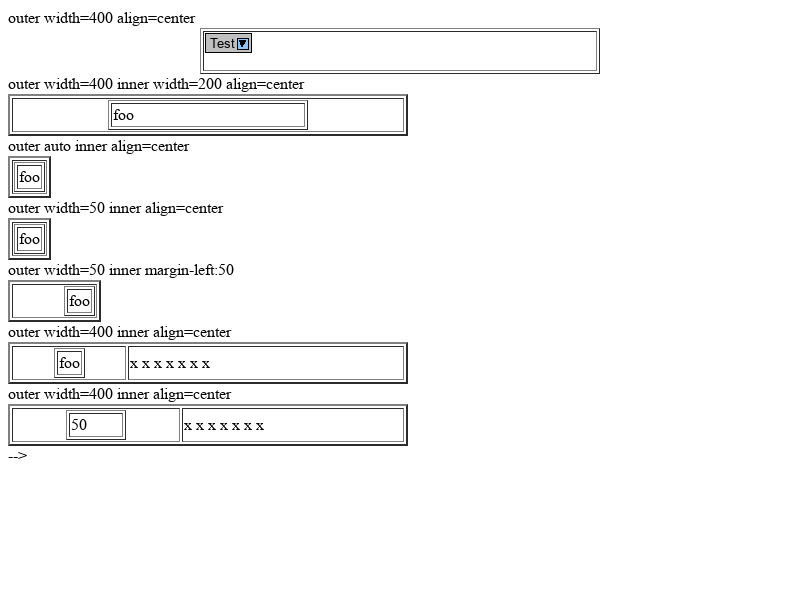 outer width=400 align=center
Test
outer width=400 inner width=200 align=center
foo
outer auto inner align=center
foo
outer width=50 inner align=center
foo
outer width=50 inner margin-left:50
foo
outer width=400 inner align=center
foo x x x x x x x
outer width=400 inner align=center
50 x x x x x x x
-->